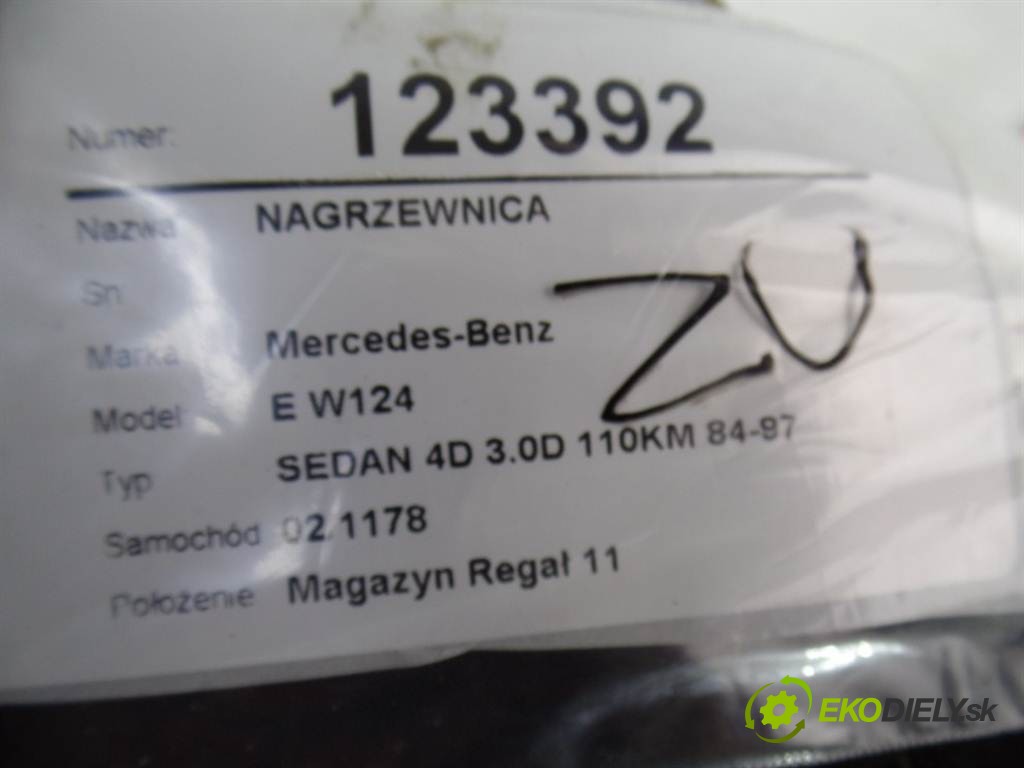 Numer: 123392
Nazwa NAGRZEWNICA
Sn
Marka Mercedes-Benz
Model E W124
Typ SEDAN 4D 3.0D 110KM 84-97
Samochód 02.1178
Położenie Magazyn Regał 11
ZU
EKODIELY.sk